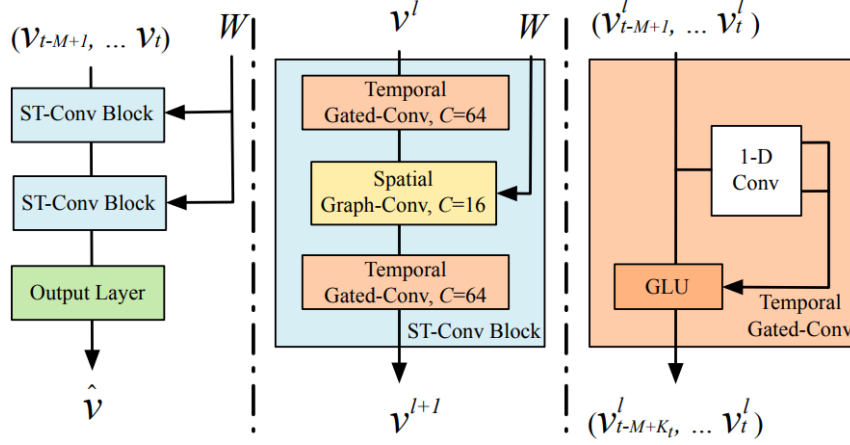 (v_{t-M+1}, ... v_t) W
ST-Conv Block
ST-Conv Block
Output Layer
v̂
v^l W
Temporal
Gated-Conv, C=64
Spatial
Graph-Conv, C=16
Temporal
Gated-Conv, C=64
ST-Conv Block
v^{l+1}
(v^l_{t-M+1}, ... v^l_t)
1-D
Conv
GLU
Temporal
Gated-Conv
(v^l_{t-M+K_t}, ... v^l_t)